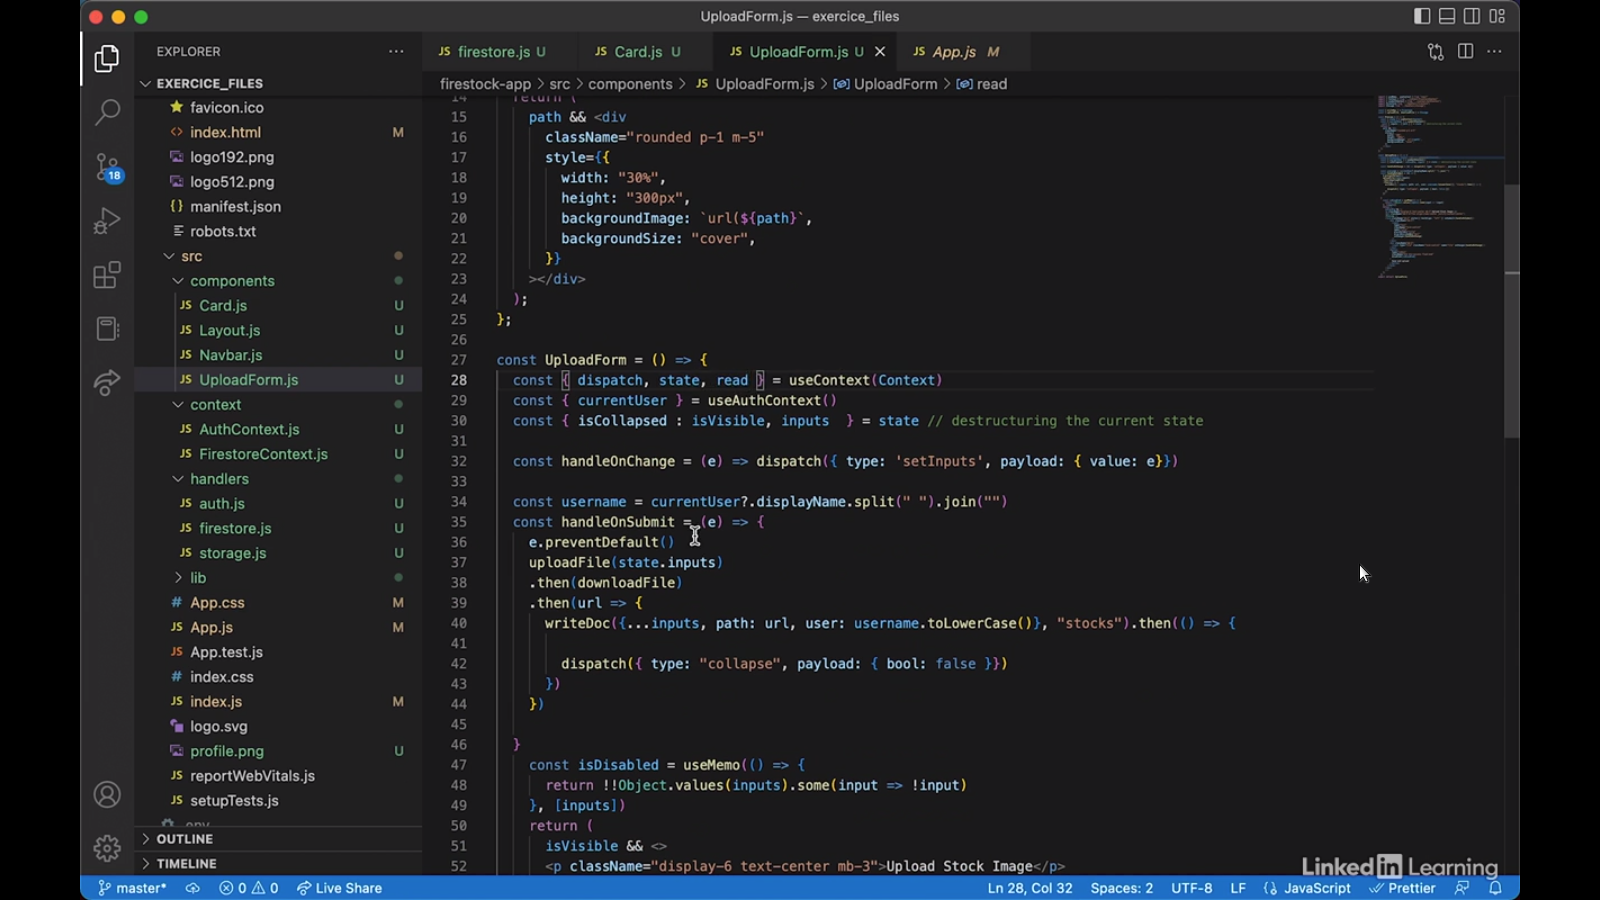 UploadForm.js — exercice_files
EXPLORER
EXERCICE_FILES
favicon.ico
index.html M
logo192.png
logo512.png
manifest.json
robots.txt
src
components
Card.js U
Layout.js U
Navbar.js U
UploadForm.js U
context
AuthContext.js U
FirestoreContext.js U
handlers
auth.js U
firestore.js U
storage.js U
lib
App.css M
App.js M
App.test.js
index.css
index.js M
logo.svg
profile.png U
reportWebVitals.js
setupTests.js
.env
OUTLINE
TIMELINE
18
JS firestore.js U JS Card.js U JS UploadForm.js U JS App.js M
firestock-app > src > components > JS UploadForm.js > UploadForm > read
14 return (
15 path && <div
16 className="rounded p-1 m-5"
17 style={{
18 width: "30%",
19 height: "300px",
20 backgroundImage: `url(${path}`,
21 backgroundSize: "cover",
22 }}
23 ></div>
24 );
25 };
26
27 const UploadForm = () => {
28 const { dispatch, state, read } = useContext(Context)
29 const { currentUser } = useAuthContext()
30 const { isCollapsed : isVisible, inputs } = state // destructuring the current state
31
32 const handleOnChange = (e) => dispatch({ type: 'setInputs', payload: { value: e}})
33
34 const username = currentUser?.displayName.split(" ").join("")
35 const handleOnSubmit = (e) => {
36 e.preventDefault()
37 uploadFile(state.inputs)
38 .then(downloadFile)
39 .then(url => {
40 writeDoc({...inputs, path: url, user: username.toLowerCase()}, "stocks").then(() => {
41
42 dispatch({ type: "collapse", payload: { bool: false }})
43 })
44 })
45
46 }
47 const isDisabled = useMemo(() => {
48 return !!Object.values(inputs).some(input => !input)
49 }, [inputs])
50 return (
51 isVisible && <>
52 <p className="display-6 text-center mb-3">Upload Stock Image</p>
LinkedIn Learning
master* 0 0 Live Share Ln 28, Col 32 Spaces: 2 UTF-8 LF JavaScript Prettier